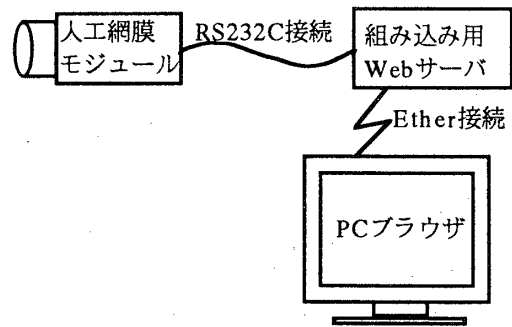 人工網膜
モジュール
RS232C接続
組み込み用
Webサーバ
Ether接続
PCブラウザ